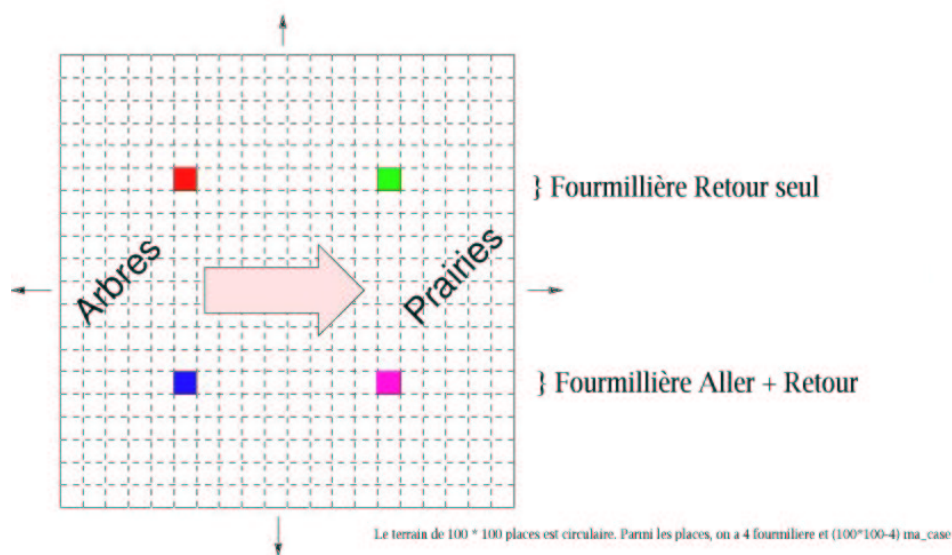 } Fourmillière Retour seul
Arbres
Prairies
} Fourmillière Aller + Retour
Le terrain de 100 * 100 places est circulaire. Parmi les places, on a 4 fourmiliere et (100*100-4) ma_case